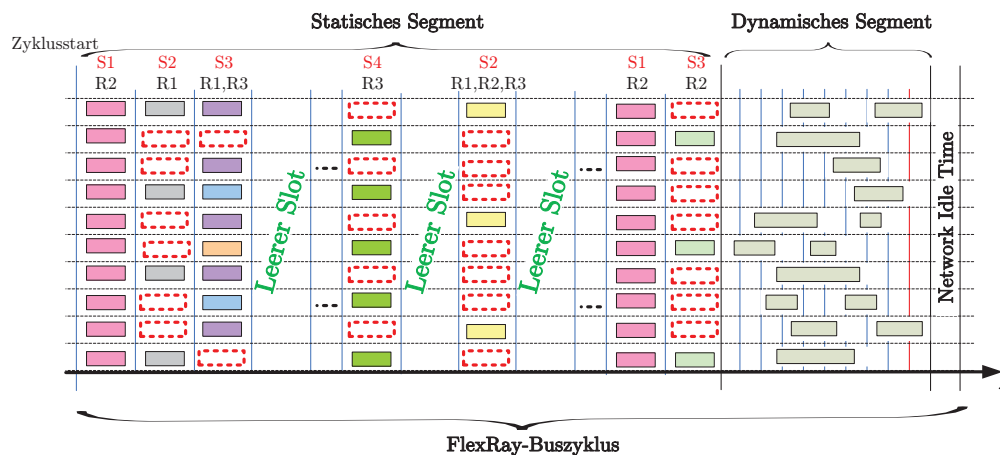 Statisches Segment
Dynamisches Segment
Zyklusstart
S1 S2 S3 S4 S2 S1 S3
R2 R1 R1,R3 R3 R1,R2,R3 R2 R2
Leerer Slot
Leerer Slot
Leerer Slot
Network Idle Time
FlexRay-Buszyklus